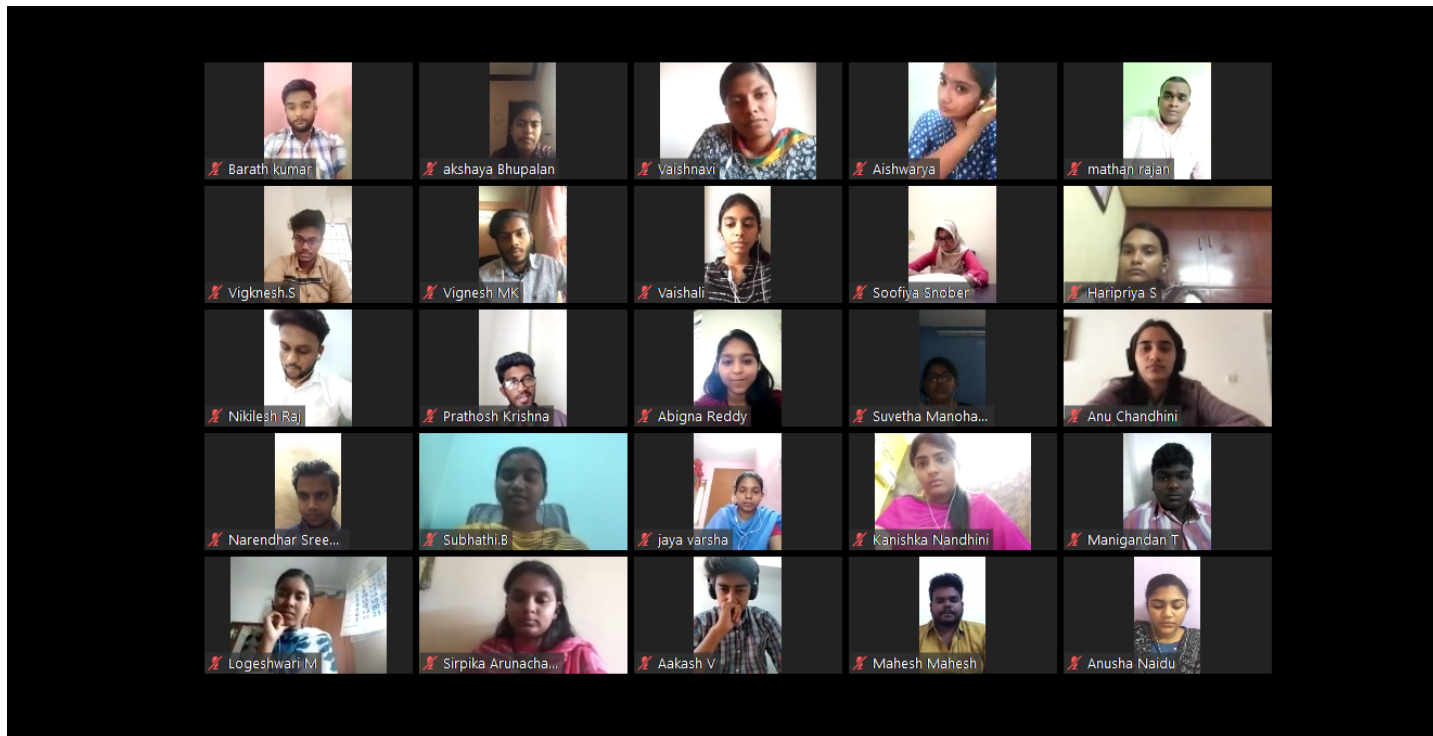 Barath kumar
akshaya Bhupalan
Vaishnavi
Aishwarya
mathan rajan
Vigknesh.S
Vignesh MK
Vaishali
Soofiya Snober
Haripriya S
Nikilesh Raj
Prathosh Krishna
Abigna Reddy
Suvetha Manoha...
Anu Chandhini
Narendhar Sree...
Subhathi.B
jaya varsha
Kanishka Nandhini
Manigandan T
Logeshwari M
Sirpika Arunacha...
Aakash V
Mahesh Mahesh
Anusha Naidu